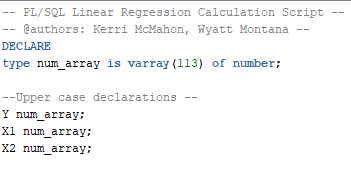 -- PL/SQL Linear Regression Calculation Script --
-- @authors: Kerri McMahon, Wyatt Montana --
DECLARE
type num_array is varray(113) of number;
--Upper case declarations --
Y num_array;
X1 num_array;
X2 num_array;